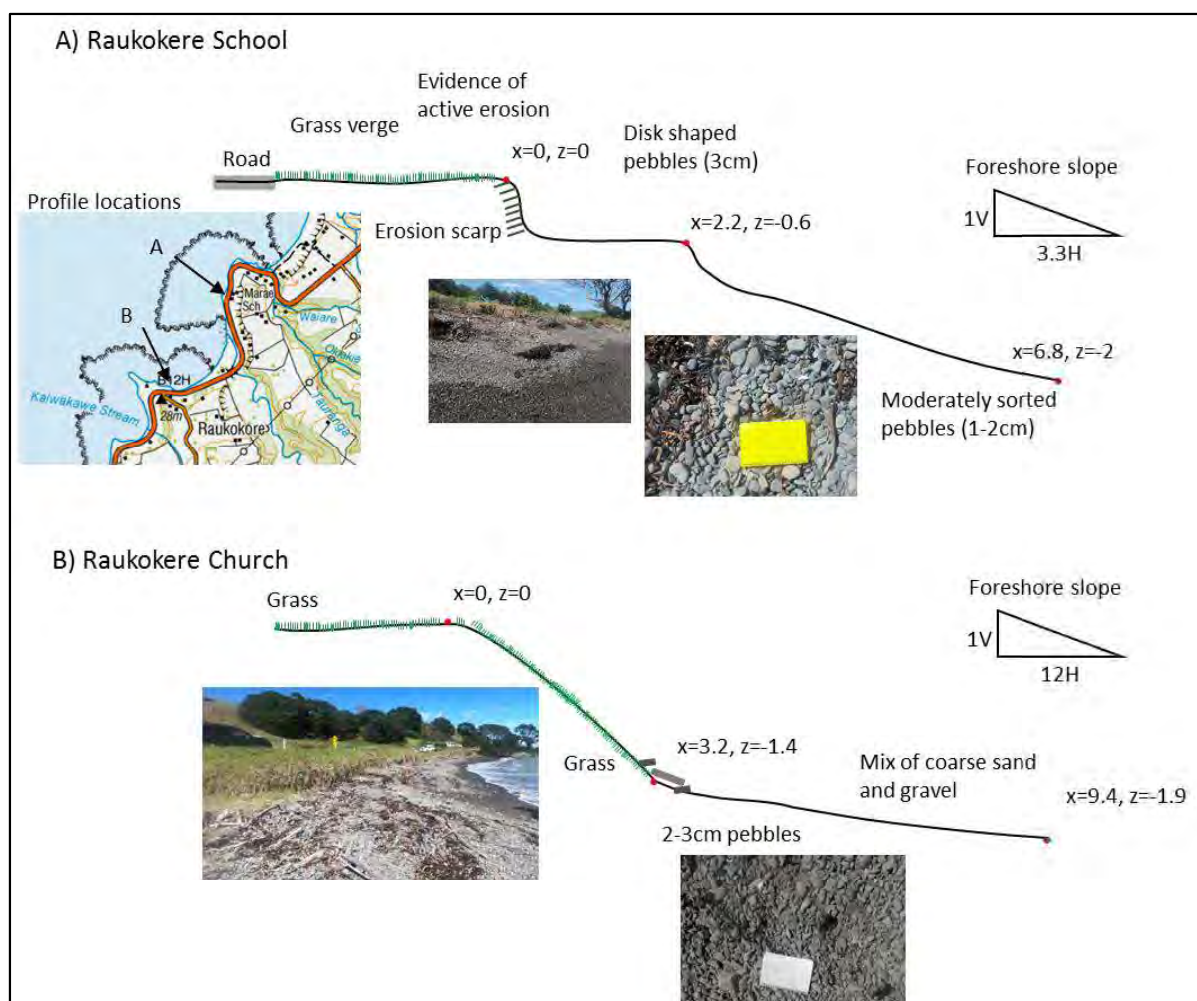 A) Raukokere School
Evidence of
active erosion
Grass verge
x=0, z=0
Disk shaped
pebbles (3cm)
Road
Foreshore slope
1V
3.3H
Profile locations
Erosion scarp
x=2.2, z=-0.6
A
B
Marae
Sch
Waiare
Tauranga
Kaiwakawe Stream
28m
Raukokore
x=6.8, z=-2
Moderately sorted
pebbles (1-2cm)
B) Raukokere Church
Grass
x=0, z=0
Foreshore slope
1V
12H
Grass
x=3.2, z=-1.4
Mix of coarse sand
and gravel
x=9.4, z=-1.9
2-3cm pebbles